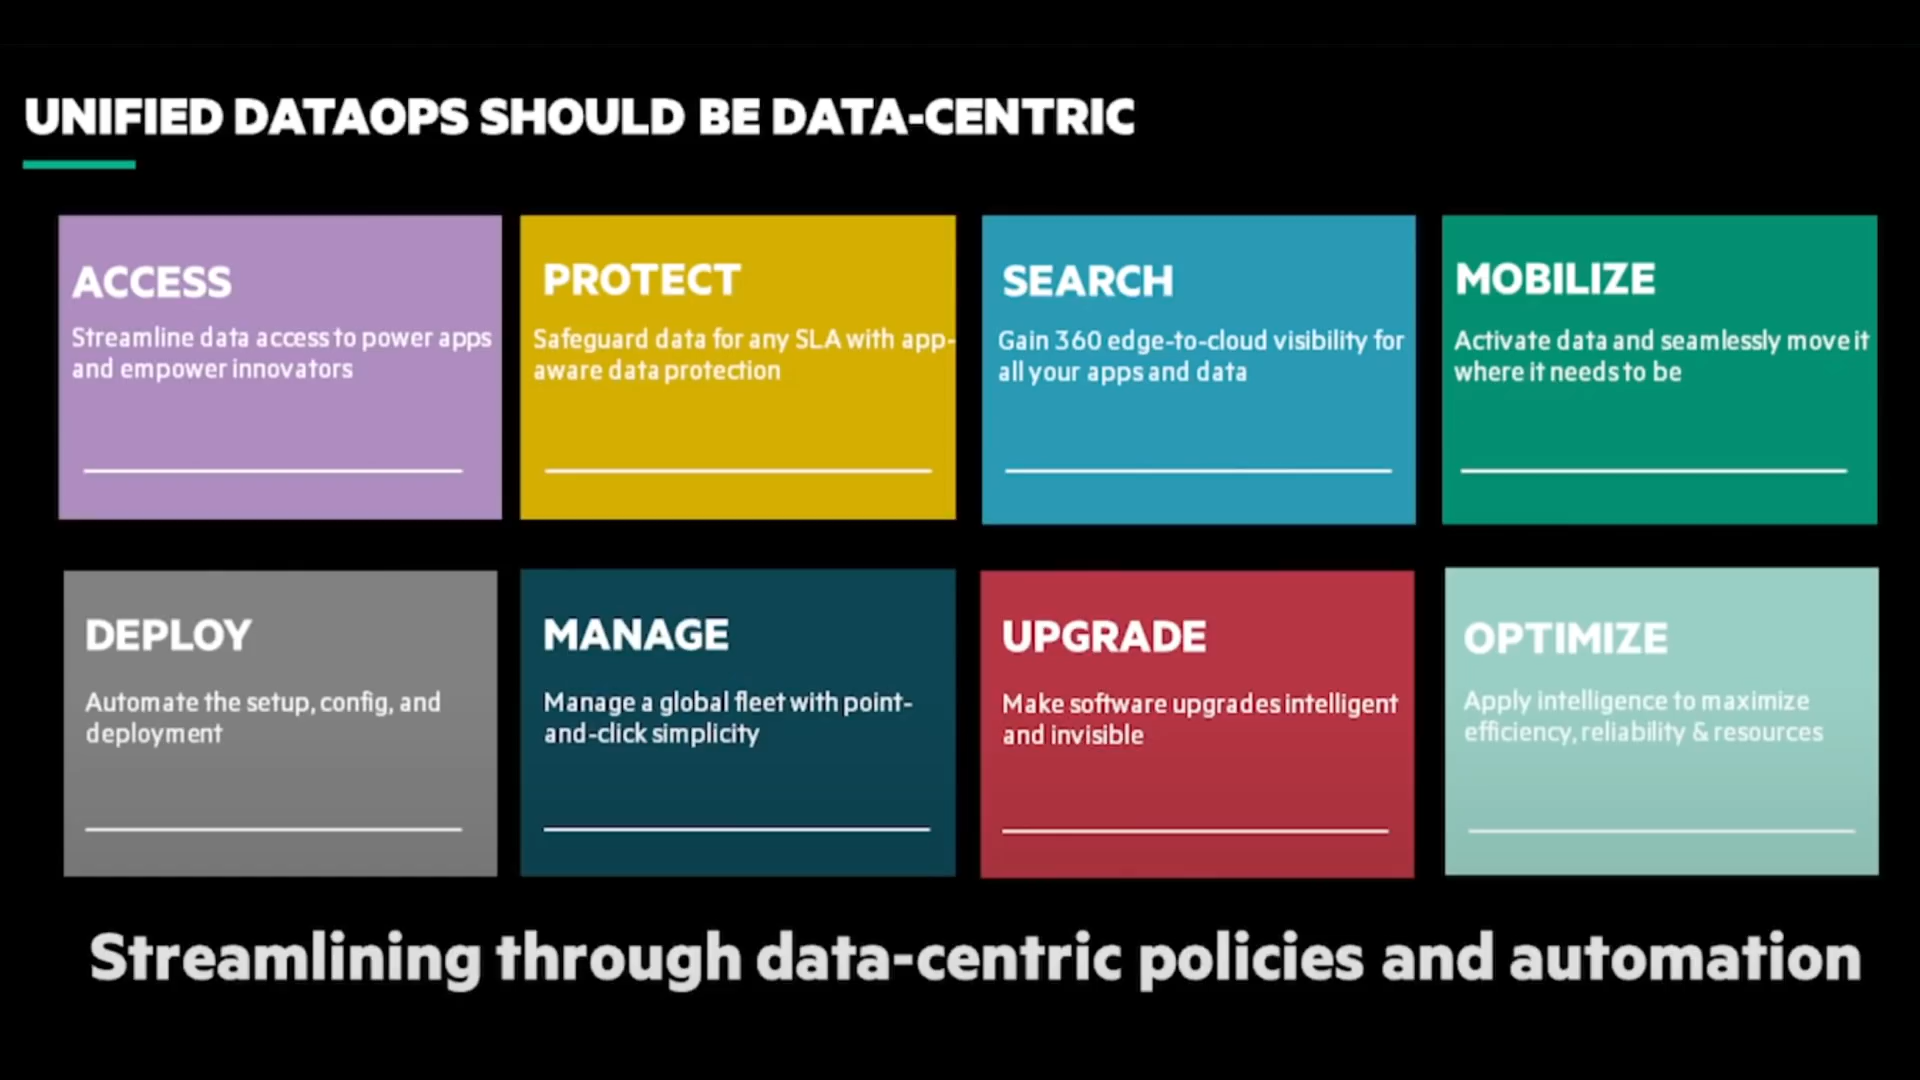 UNIFIED DATAOPS SHOULD BE DATA-CENTRIC
ACCESS
Streamline data access to power apps
and empower innovators
PROTECT
Safeguard data for any SLA with app-
aware data protection
SEARCH
Gain 360 edge-to-cloud visibility for
all your apps and data
MOBILIZE
Activate data and seamlessly move it
where it needs to be
DEPLOY
Automate the setup, config, and
deployment
MANAGE
Manage a global fleet with point-
and-click simplicity
UPGRADE
Make software upgrades intelligent
and invisible
OPTIMIZE
Apply intelligence to maximize
efficiency, reliability & resources
Streamlining through data-centric policies and automation